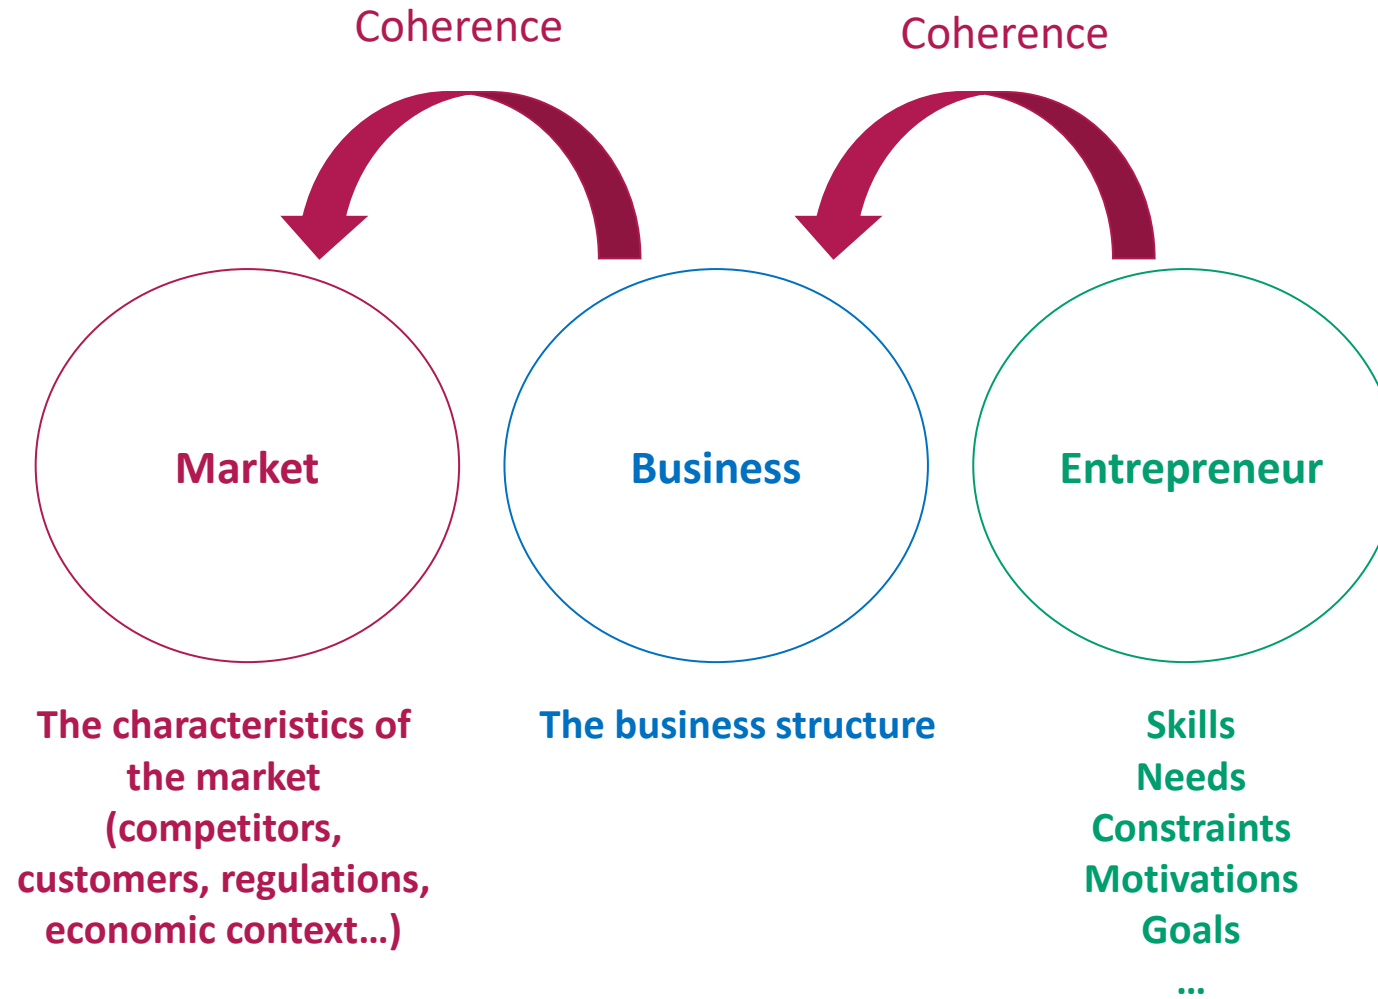 Coherence
Coherence
Market
Business
Entrepreneur
The characteristics of
the market
(competitors,
customers, regulations,
economic context...)
The business structure
Skills
Needs
Constraints
Motivations
Goals
...